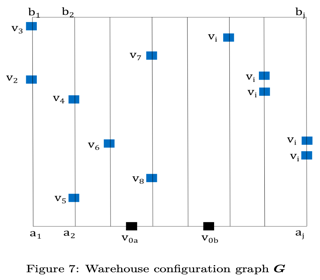 b1 b2 bj
v3
vi
v7
vi
v2
v4
vi
v6
vi
vi
v8
v5
a1 a2 v0a v0b aj
Figure 7: Warehouse configuration graph G